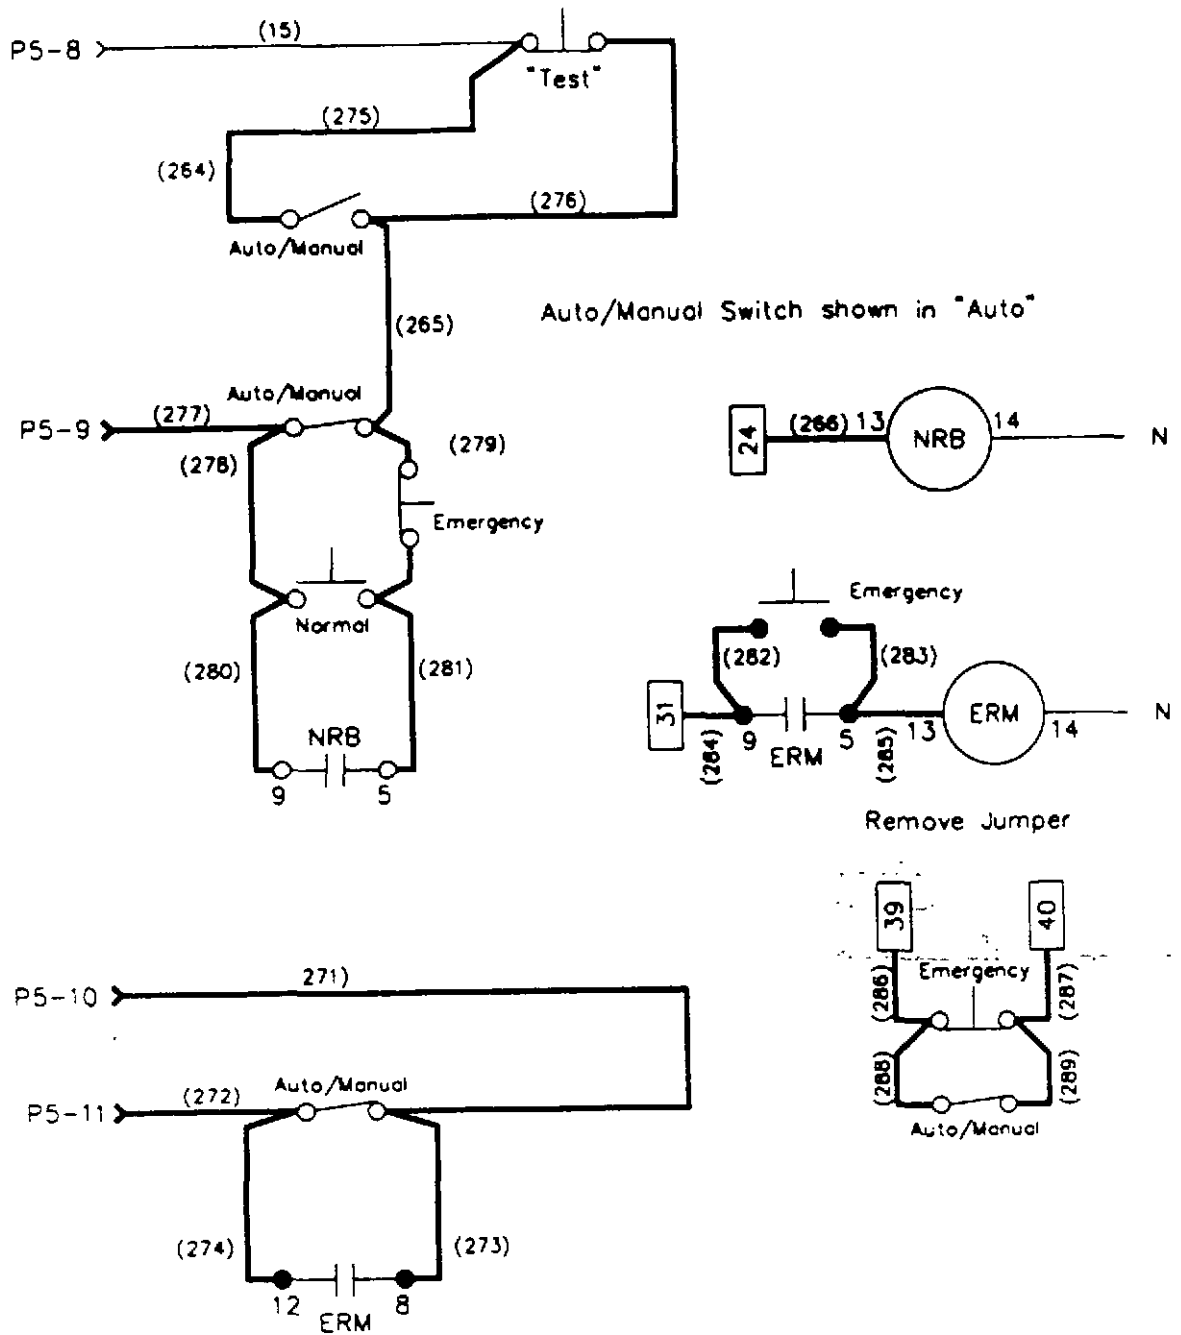 (15)
P5-8
"Test"
(275)
(264)
(276)
Auto/Manual
Auto/Manual Switch shown in "Auto"
(265)
Auto/Manual
P5-9
(277)
(278)
(279)
Emergency
Normal
(280)
(281)
NRB
9
5
24
(266)
13
NRB
14
N
Emergency
(282)
(283)
31
(284)
9
ERM
5
(285)
13
ERM
14
N
Remove Jumper
39
40
(286)
Emergency
(287)
(288)
(289)
Auto/Manual
P5-10
271)
P5-11
(272)
Auto/Manual
(274)
(273)
12
ERM
8